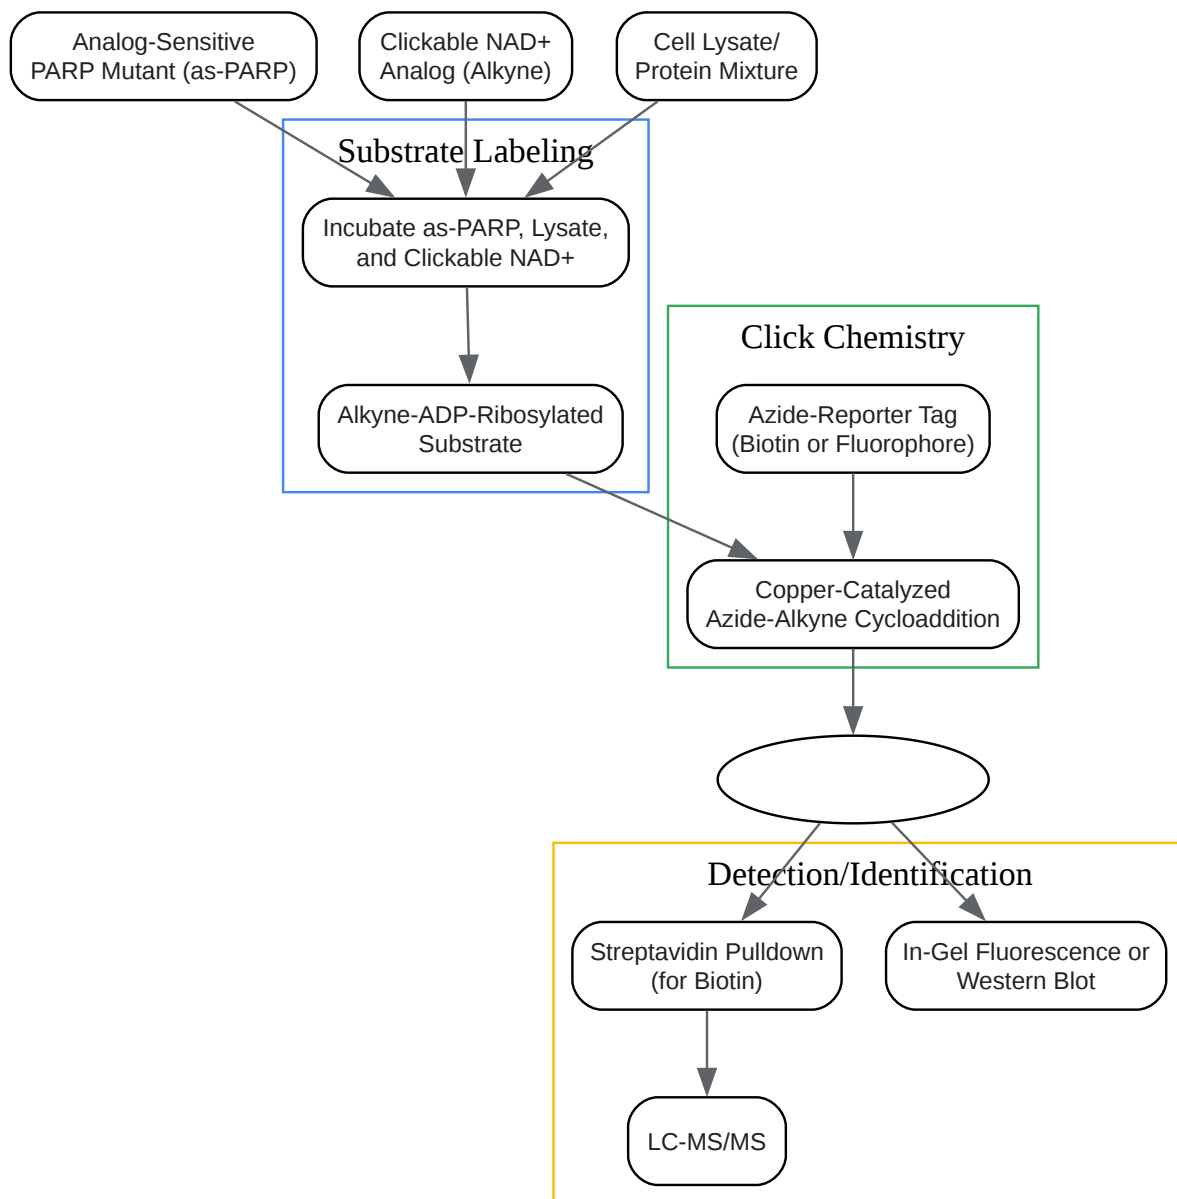 Analog-Sensitive
PARP Mutant (as-PARP)
Clickable NAD+
Analog (Alkyne)
Cell Lysate/
Protein Mixture
Substrate Labeling
Incubate as-PARP, Lysate,
and Clickable NAD+
Alkyne-ADP-Ribosylated
Substrate
Click Chemistry
Azide-Reporter Tag
(Biotin or Fluorophore)
Copper-Catalyzed
Azide-Alkyne Cycloaddition
Detection/Identification
Streptavidin Pulldown
(for Biotin)
In-Gel Fluorescence or
Western Blot
LC-MS/MS